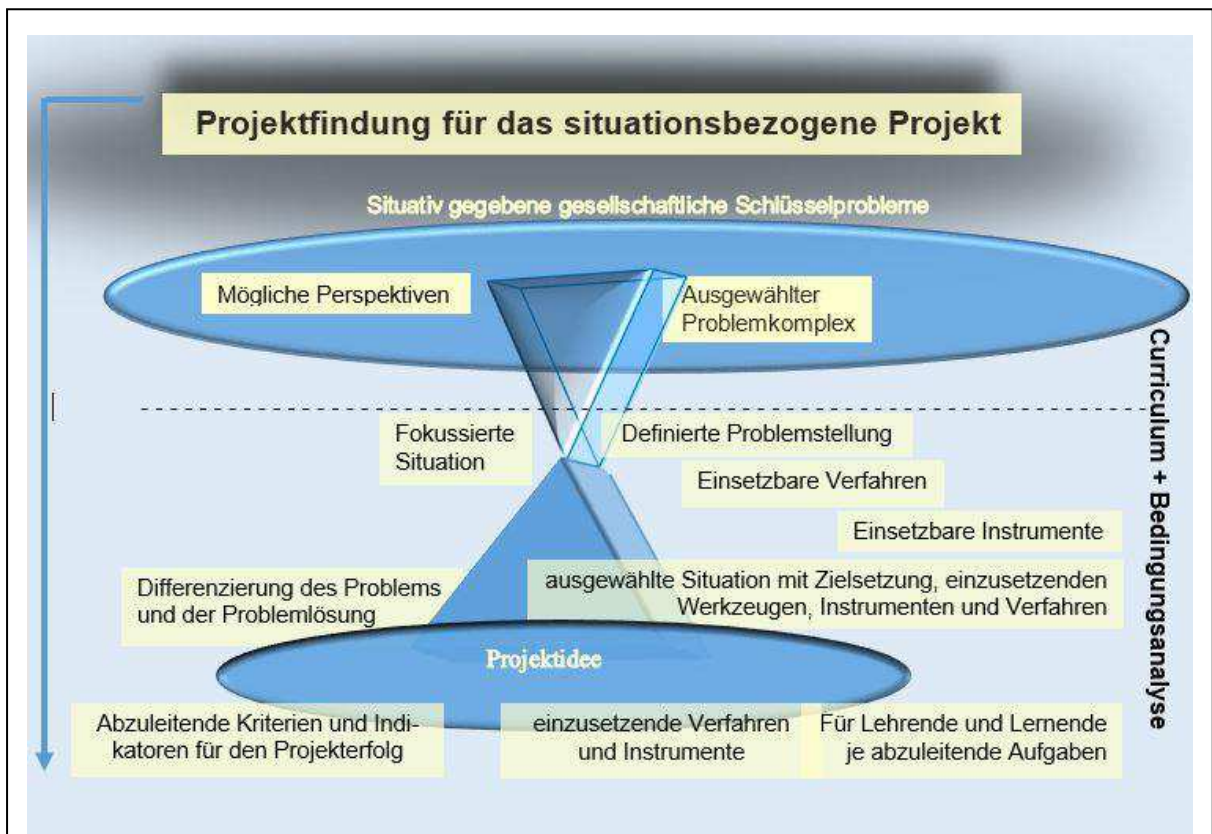 Projektfindung für das situationsbezogene Projekt
Situativ gegebene gesellschaftliche Schlüsselprobleme
Mögliche Perspektiven
Ausgewählter
Problemkomplex
Fokussierte
Situation
Definierte Problemstellung
Einsetzbare Verfahren
Einsetzbare Instrumente
Differenzierung des Problems
und der Problemlösung
ausgewählte Situation mit Zielsetzung, einzusetzenden
Werkzeugen, Instrumenten und Verfahren
Projektidee
Abzuleitende Kriterien und Indi-
katoren für den Projekterfolg
einzusetzende Verfahren
und Instrumente
Für Lehrende und Lernende
je abzuleitende Aufgaben
Curriculum + Bedingungsanalyse